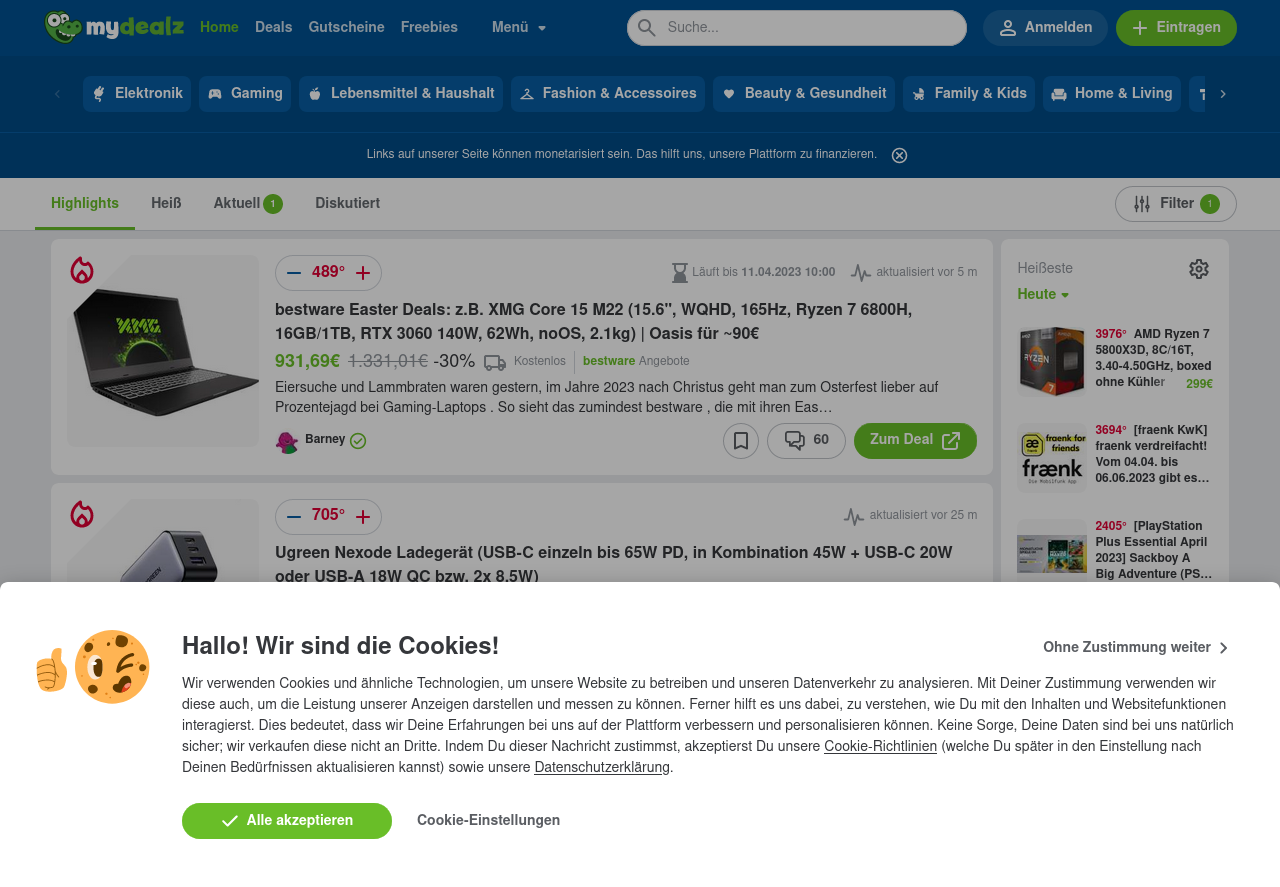 mydealz Home Deals Gutscheine Freebies Menü Suche... Anmelden Eintragen
Elektronik Gaming Lebensmittel & Haushalt Fashion & Accessoires Beauty & Gesundheit Family & Kids Home & Living
Links auf unserer Seite können monetarisiert sein. Das hilft uns, unsere Plattform zu finanzieren.
Highlights Heiß Aktuell 1 Diskutiert Filter 1
489° Läuft bis 11.04.2023 10:00 aktualisiert vor 5 m
bestware Easter Deals: z.B. XMG Core 15 M22 (15.6", WQHD, 165Hz, Ryzen 7 6800H,
16GB/1TB, RTX 3060 140W, 62Wh, noOS, 2.1kg) | Oasis für ~90€
931,69€ 1.331,01€ -30% Kostenlos bestware Angebote
Eiersuche und Lammbraten waren gestern, im Jahre 2023 nach Christus geht man zum Osterfest lieber auf
Prozentejagd bei Gaming-Laptops . So sieht das zumindest bestware , die mit ihren Eas…
Barney 60 Zum Deal
XMG
705° aktualisiert vor 25 m
Ugreen Nexode Ladegerät (USB-C einzeln bis 65W PD, in Kombination 45W + USB-C 20W
oder USB-A 18W QC bzw. 2x 8,5W)
Heißeste
Heute
RYZEN
7
3976° AMD Ryzen 7
5800X3D, 8C/16T,
3.40-4.50GHz, boxed
ohne Kühler 299€
fraenk for
friends
frænk
Die Mobilfunk App
3694° [fraenk KwK]
fraenk verdreifacht!
Vom 04.04. bis
06.06.2023 gibt es…
2405° [PlayStation
Plus Essential April
2023] Sackboy A
Big Adventure (PS…
Hallo! Wir sind die Cookies!
Ohne Zustimmung weiter
Wir verwenden Cookies und ähnliche Technologien, um unsere Website zu betreiben und unseren Datenverkehr zu analysieren. Mit Deiner Zustimmung verwenden wir
diese auch, um die Leistung unserer Anzeigen darstellen und messen zu können. Ferner hilft es uns dabei, zu verstehen, wie Du mit den Inhalten und Websitefunktionen
interagierst. Dies bedeutet, dass wir Deine Erfahrungen bei uns auf der Plattform verbessern und personalisieren können. Keine Sorge, Deine Daten sind bei uns natürlich
sicher; wir verkaufen diese nicht an Dritte. Indem Du dieser Nachricht zustimmst, akzeptierst Du unsere Cookie-Richtlinien (welche Du später in den Einstellung nach
Deinen Bedürfnissen aktualisieren kannst) sowie unsere Datenschutzerklärung.
Alle akzeptieren Cookie-Einstellungen